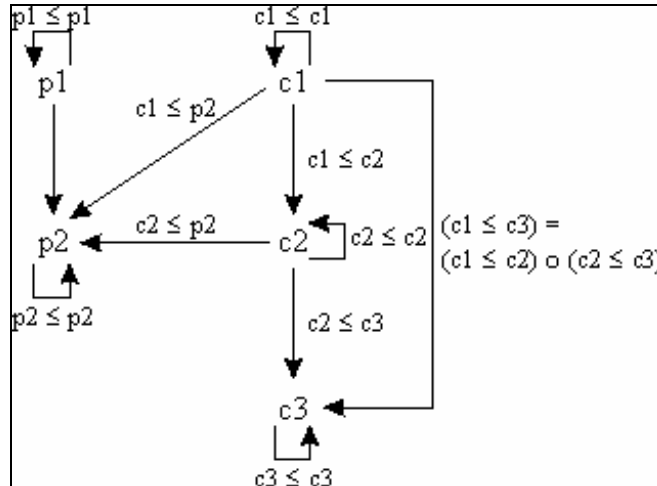 p1 ≤ p1
c1 ≤ c1
p1
c1
c1 ≤ p2
c1 ≤ c2
p2
c2 ≤ p2
c2
c2 ≤ c2
(c1 ≤ c3) =
(c1 ≤ c2) o (c2 ≤ c3)
p2 ≤ p2
c2 ≤ c3
c3
c3 ≤ c3